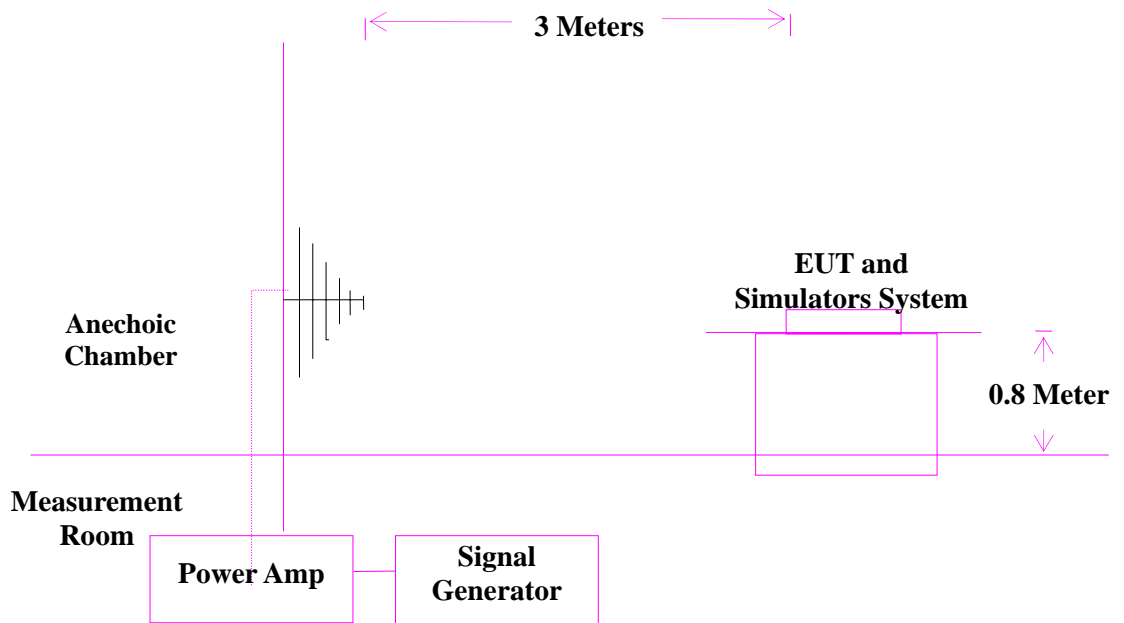 3 Meters
EUT and
Simulators System
Anechoic
Chamber
0.8 Meter
Measurement
Room
Power Amp
Signal
Generator